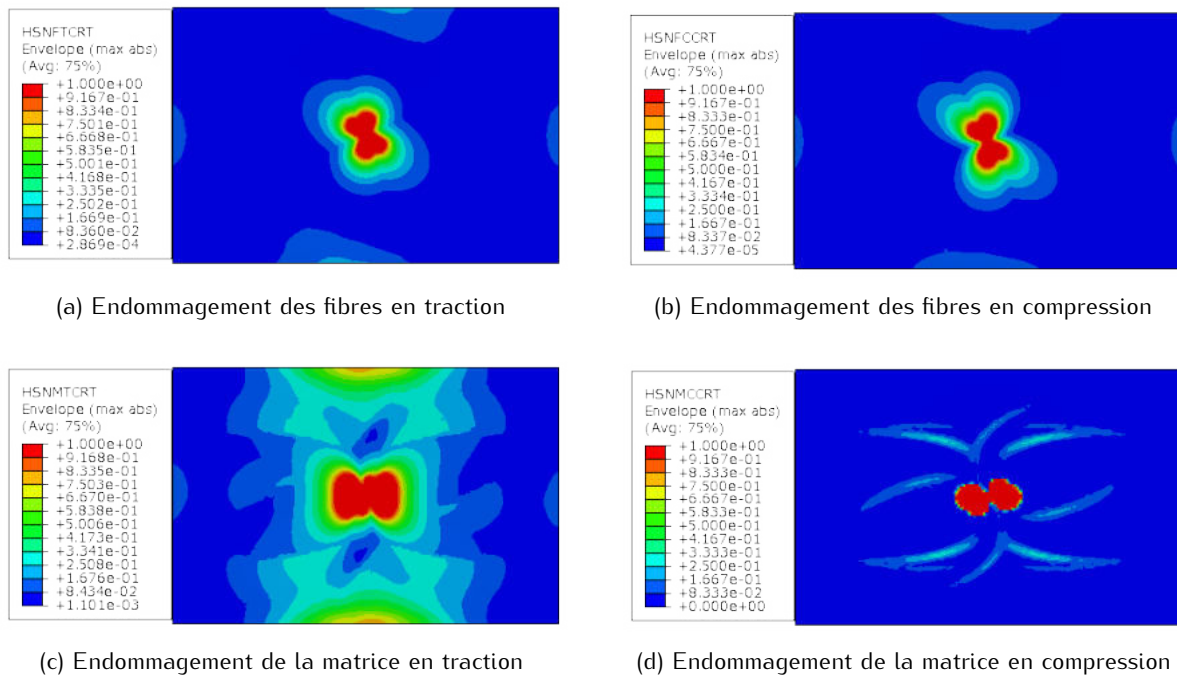 HSNFTCRT
Envelope (max abs)
(Avg: 75%)
+1.000e+00
+9.167e-01
+8.334e-01
+7.501e-01
+6.668e-01
+5.835e-01
+5.001e-01
+4.168e-01
+3.335e-01
+2.502e-01
+1.669e-01
+8.360e-02
+2.869e-04
(a) Endommagement des fibres en traction
HSNFCCRT
Envelope (max abs)
(Avg: 75%)
+1.000e+00
+9.167e-01
+8.333e-01
+7.500e-01
+6.667e-01
+5.834e-01
+5.000e-01
+4.167e-01
+3.334e-01
+2.500e-01
+1.667e-01
+8.337e-02
+4.377e-05
(b) Endommagement des fibres en compression
HSNMTCRT
Envelope (max abs)
(Avg: 75%)
+1.000e+00
+9.168e-01
+8.335e-01
+7.503e-01
+6.670e-01
+5.838e-01
+5.006e-01
+4.173e-01
+3.341e-01
+2.508e-01
+1.676e-01
+8.434e-02
+1.101e-03
(c) Endommagement de la matrice en traction
HSNMCCRT
Envelope (max abs)
(Avg: 75%)
+1.000e+00
+9.167e-01
+8.333e-01
+7.500e-01
+6.667e-01
+5.833e-01
+5.000e-01
+4.167e-01
+3.333e-01
+2.500e-01
+1.667e-01
+8.333e-02
+0.000e+00
(d) Endommagement de la matrice en compression